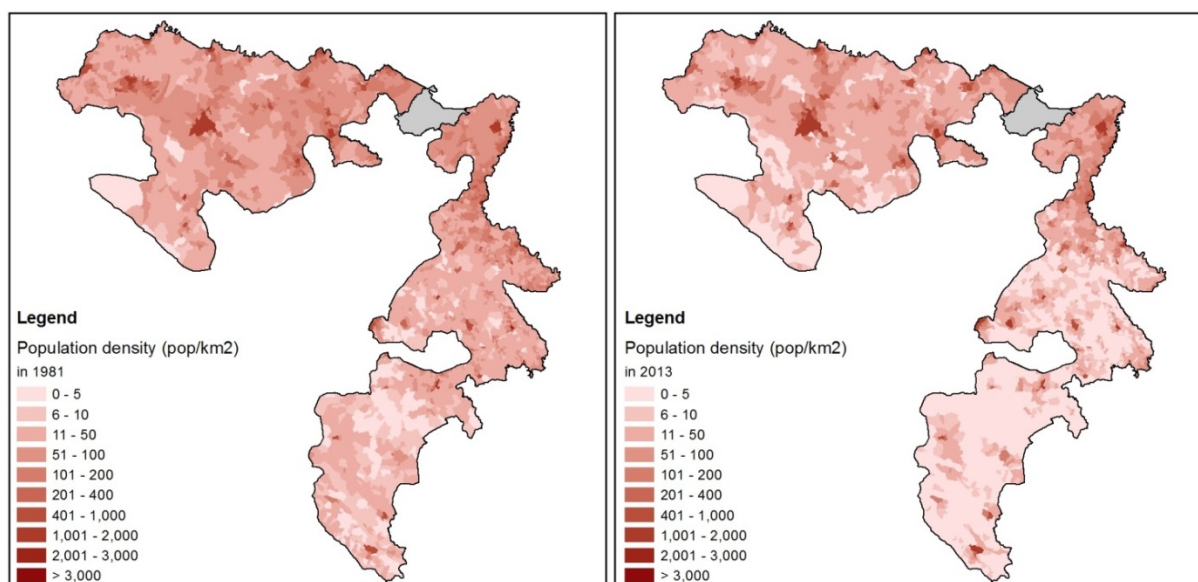 Legend
Population density (pop/km2)
in 1981
0 - 5
6 - 10
11 - 50
51 - 100
101 - 200
201 - 400
401 - 1,000
1,001 - 2,000
2,001 - 3,000
> 3,000
Legend
Population density (pop/km2)
in 2013
0 - 5
6 - 10
11 - 50
51 - 100
101 - 200
201 - 400
401 - 1,000
1,001 - 2,000
2,001 - 3,000
> 3,000